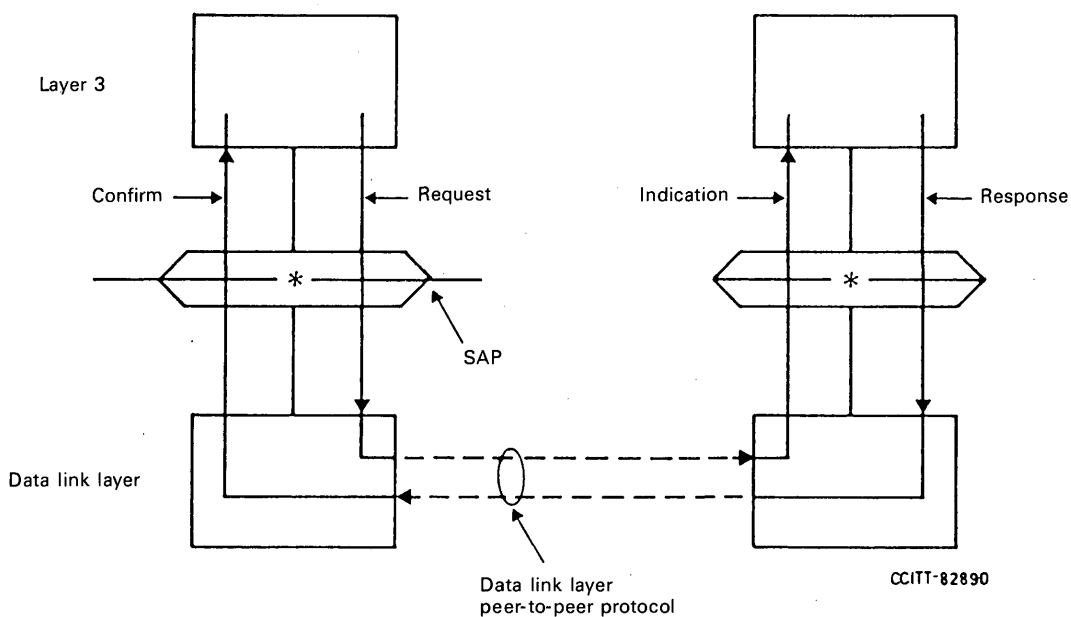 Layer 3
Confirm
Request
Indication
Response
*
*
SAP
Data link layer
Data link layer
peer-to-peer protocol
CCITT-82890